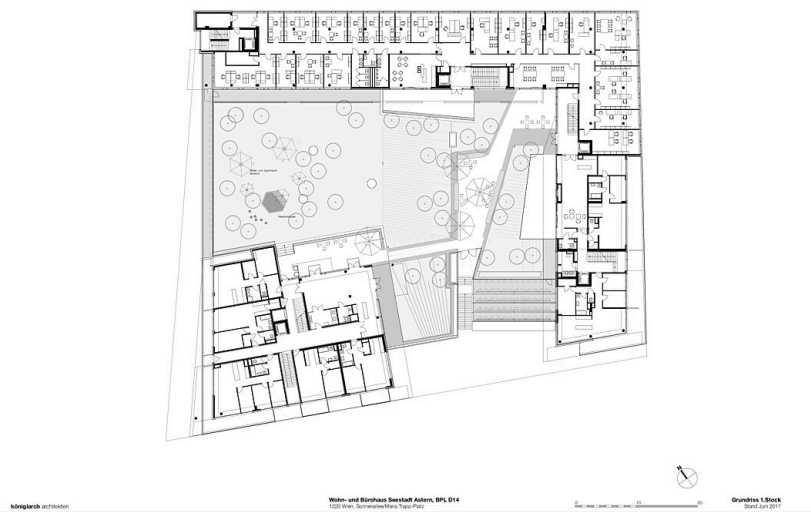 königlarch architekten
Wohn- und Bürohaus Seestadt Aspern, BPL D14
1220 Wien. Sonnenallee/Maria Trapp-Platz
0 10 20
N
Grundriss 1.Stock
Stand Juni 2017